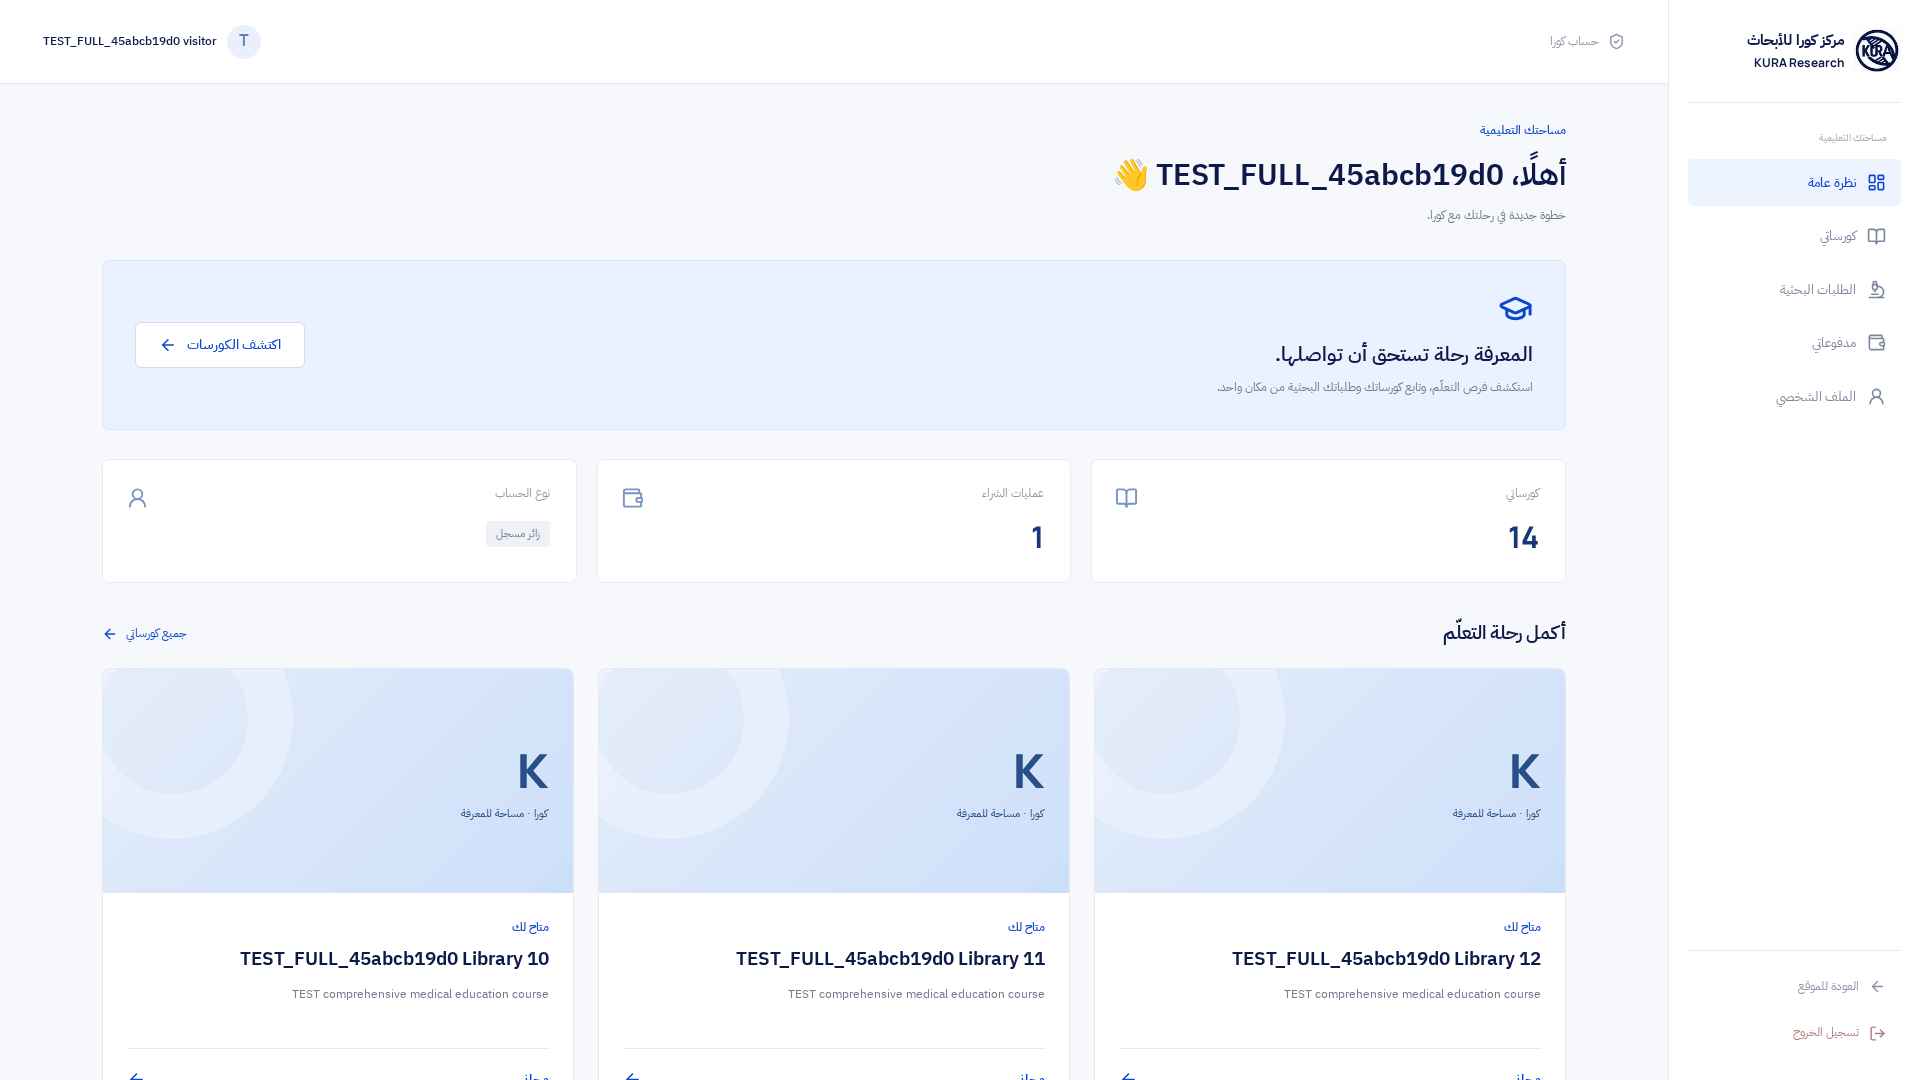 مركز كورا للأبحاث
KURA Research
KURA
مساحتك التعليمية
نظرة عامة
كورساتي
الطلبات البحثية
مدفوعاتي
الملف الشخصي
العودة للموقع
تسجيل الخروج
حساب كورا
T
TEST_FULL_45abcb19d0 visitor
مساحتك التعليمية
أهلًا، TEST_FULL_45abcb19d0 👋
خطوة جديدة في رحلتك مع كورا.
المعرفة رحلة تستحق أن تواصلها.
استكشف فرص التعلّم، وتابع كورساتك وطلباتك البحثية من مكان واحد.
اكتشف الكورسات
كورساتي
14
عمليات الشراء
1
نوع الحساب
زائر مسجل
أكمل رحلة التعلّم
جميع كورساتي
K
كورا · مساحة للمعرفة
متاح لك
TEST_FULL_45abcb19d0 Library 12
TEST comprehensive medical education course
K
كورا · مساحة للمعرفة
متاح لك
TEST_FULL_45abcb19d0 Library 11
TEST comprehensive medical education course
K
كورا · مساحة للمعرفة
متاح لك
TEST_FULL_45abcb19d0 Library 10
TEST comprehensive medical education course